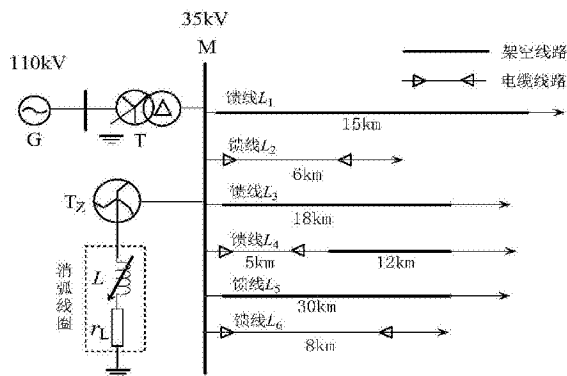 35kV
M
110kV
G
T
架空线路
电缆线路
馈线L1
15km
馈线L2
6km
TZ
馈线L3
18km
馈线L4
5km
12km
馈线L5
30km
馈线L6
8km
消弧线圈
L
rL